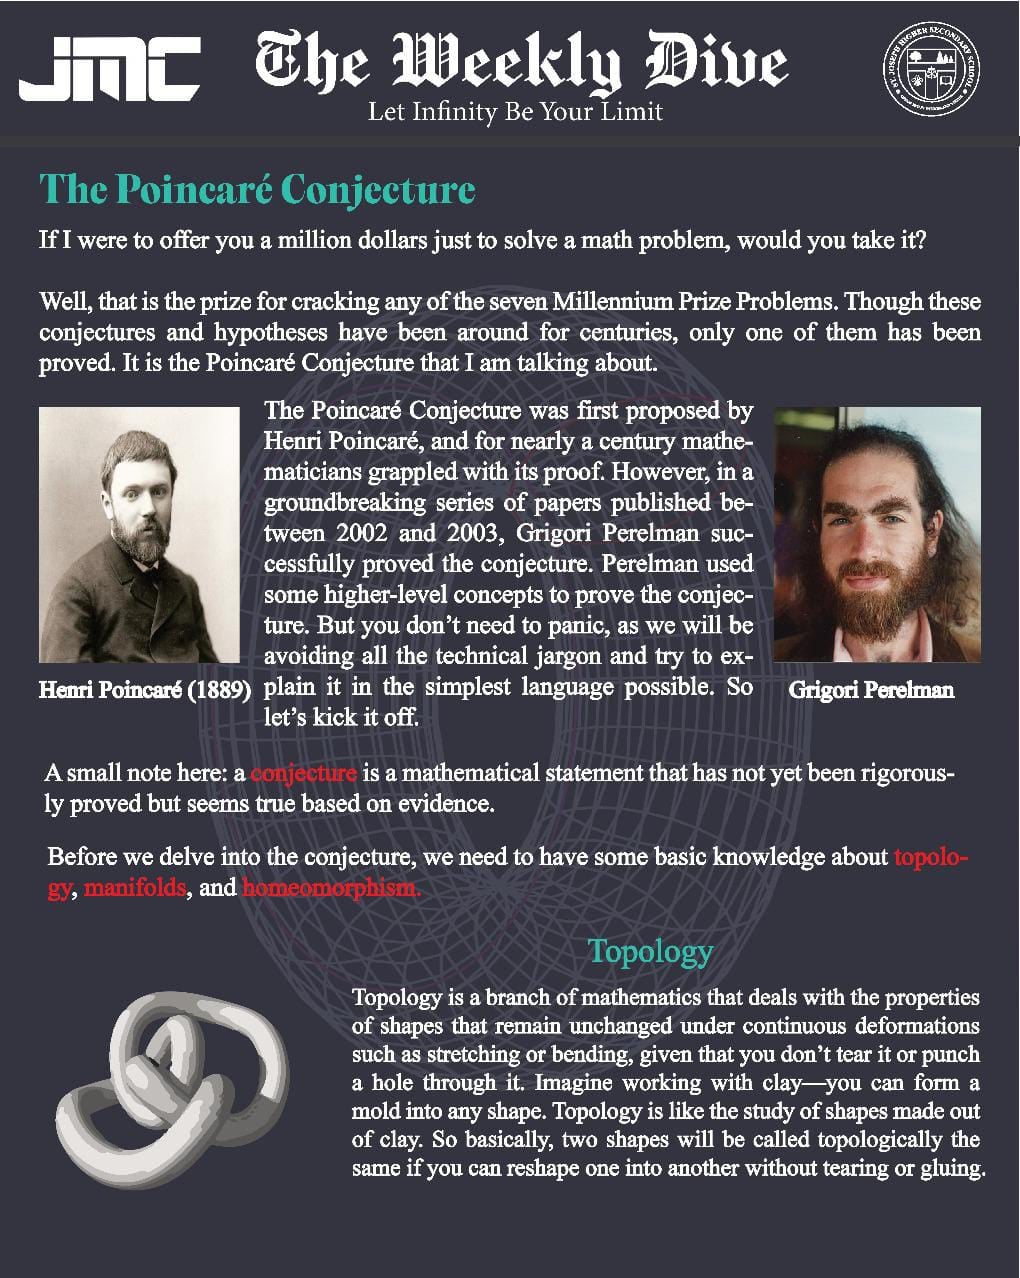 JMC
The Weekly Dive
Let Infinity Be Your Limit
ST. JOSEPH HIGHER SECONDARY SCHOOL
The Poincaré Conjecture
If I were to offer you a million dollars just to solve a math problem, would you take it?
Well, that is the prize for cracking any of the seven Millennium Prize Problems. Though these
conjectures and hypotheses have been around for centuries, only one of them has been
proved. It is the Poincaré Conjecture that I am talking about.
The Poincaré Conjecture was first proposed by
Henri Poincaré, and for nearly a century mathe-
maticians grappled with its proof. However, in a
groundbreaking series of papers published be-
tween 2002 and 2003, Grigori Perelman suc-
cessfully proved the conjecture. Perelman used
some higher-level concepts to prove the conjec-
ture. But you don’t need to panic, as we will be
avoiding all the technical jargon and try to ex-
plain it in the simplest language possible. So
let’s kick it off.
Henri Poincaré (1889)
Grigori Perelman
A small note here: a conjecture is a mathematical statement that has not yet been rigorous-
ly proved but seems true based on evidence.
Before we delve into the conjecture, we need to have some basic knowledge about topolo-
gy, manifolds, and homeomorphism.
Topology
Topology is a branch of mathematics that deals with the properties
of shapes that remain unchanged under continuous deformations
such as stretching or bending, given that you don’t tear it or punch
a hole through it. Imagine working with clay—you can form a
mold into any shape. Topology is like the study of shapes made out
of clay. So basically, two shapes will be called topologically the
same if you can reshape one into another without tearing or gluing.